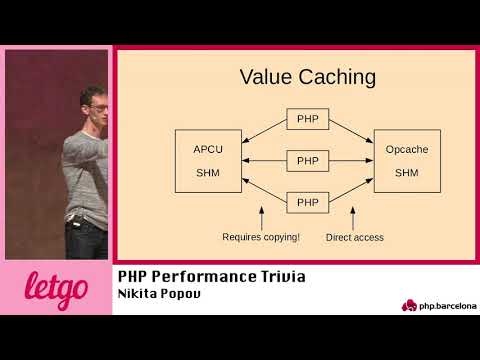 Value Caching
PHP
APCU
SHM
PHP
Opcache
SHM
PHP
Requires copying!
Direct access
letgo
PHP Performance Trivia
Nikita Popov
php.barcelona